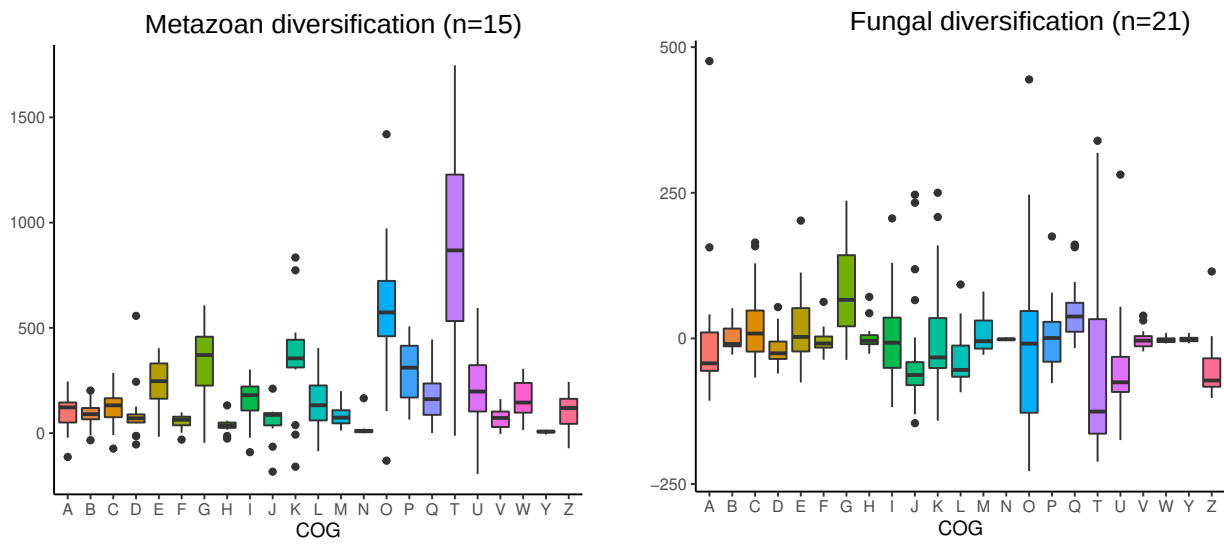 Metazoan diversification (n=15)
1500
1000
500
0
A B C D E F G H I J K L M N O P Q T U V W Y Z
COG
Fungal diversification (n=21)
500
250
0
−250
A B C D E F G H I J K L M N O P Q T U V W Y Z
COG